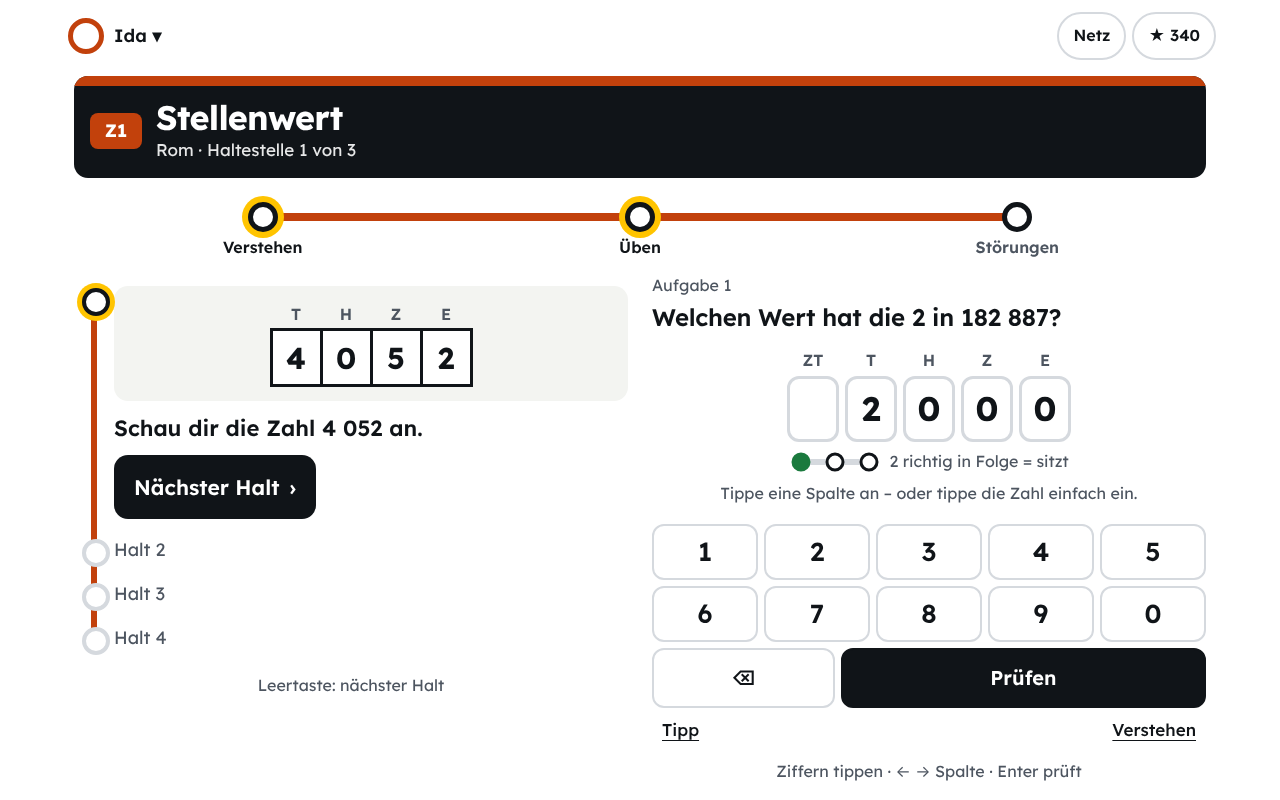 Ida ▾
Netz
★ 340
Z1
Stellenwert
Rom · Haltestelle 1 von 3
Verstehen
Üben
Störungen
T H Z E
4 0 5 2
Schau dir die Zahl 4 052 an.
Nächster Halt ›
Halt 2
Halt 3
Halt 4
Leertaste: nächster Halt
Aufgabe 1
Welchen Wert hat die 2 in 182 887?
ZT T H Z E
2 0 0 0
2 richtig in Folge = sitzt
Tippe eine Spalte an – oder tippe die Zahl einfach ein.
1 2 3 4 5
6 7 8 9 0
⌫ Prüfen
Tipp
Verstehen
Ziffern tippen · ← → Spalte · Enter prüft